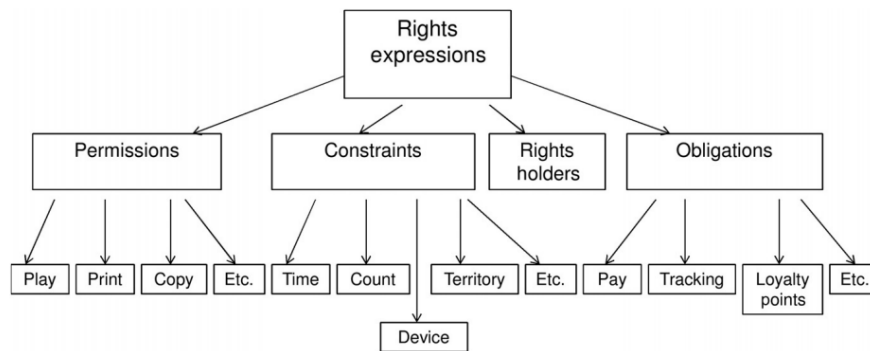 Rights
expressions
Permissions
Constraints
Rights
holders
Obligations
Play
Print
Copy
Etc.
Time
Count
Territory
Etc.
Pay
Tracking
Loyalty
points
Etc.
Device